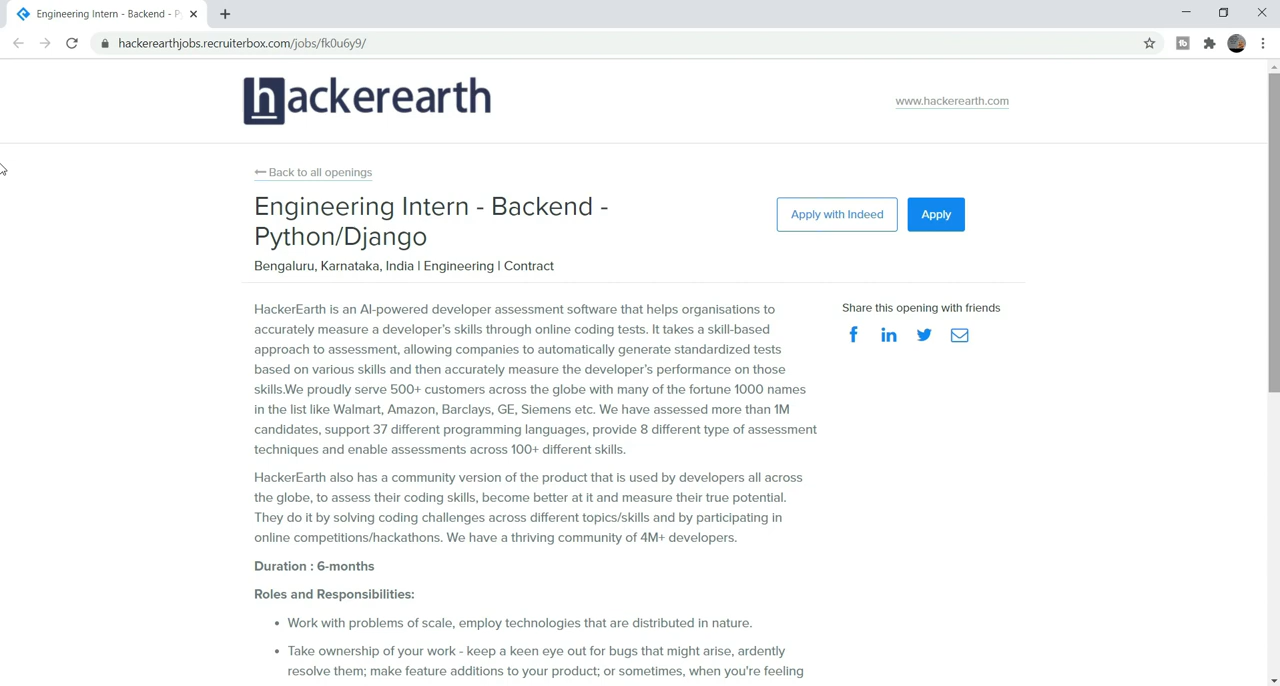 Engineering Intern - Backend - P
hackerearthjobs.recruiterbox.com/jobs/fk0u6y9/
hackerearth
www.hackerearth.com
Back to all openings
Engineering Intern - Backend -
Python/Django
Apply with Indeed
Apply
Bengaluru, Karnataka, India | Engineering | Contract
HackerEarth is an AI-powered developer assessment software that helps organisations to
accurately measure a developer's skills through online coding tests. It takes a skill-based
approach to assessment, allowing companies to automatically generate standardized tests
based on various skills and then accurately measure the developer's performance on those
skills.We proudly serve 500+ customers across the globe with many of the fortune 1000 names
in the list like Walmart, Amazon, Barclays, GE, Siemens etc. We have assessed more than 1M
candidates, support 37 different programming languages, provide 8 different type of assessment
techniques and enable assessments across 100+ different skills.
Share this opening with friends
HackerEarth also has a community version of the product that is used by developers all across
the globe, to assess their coding skills, become better at it and measure their true potential.
They do it by solving coding challenges across different topics/skills and by participating in
online competitions/hackathons. We have a thriving community of 4M+ developers.
Duration : 6-months
Roles and Responsibilities:
• Work with problems of scale, employ technologies that are distributed in nature.
• Take ownership of your work - keep a keen eye out for bugs that might arise, ardently
resolve them; make feature additions to your product; or sometimes, when you're feeling